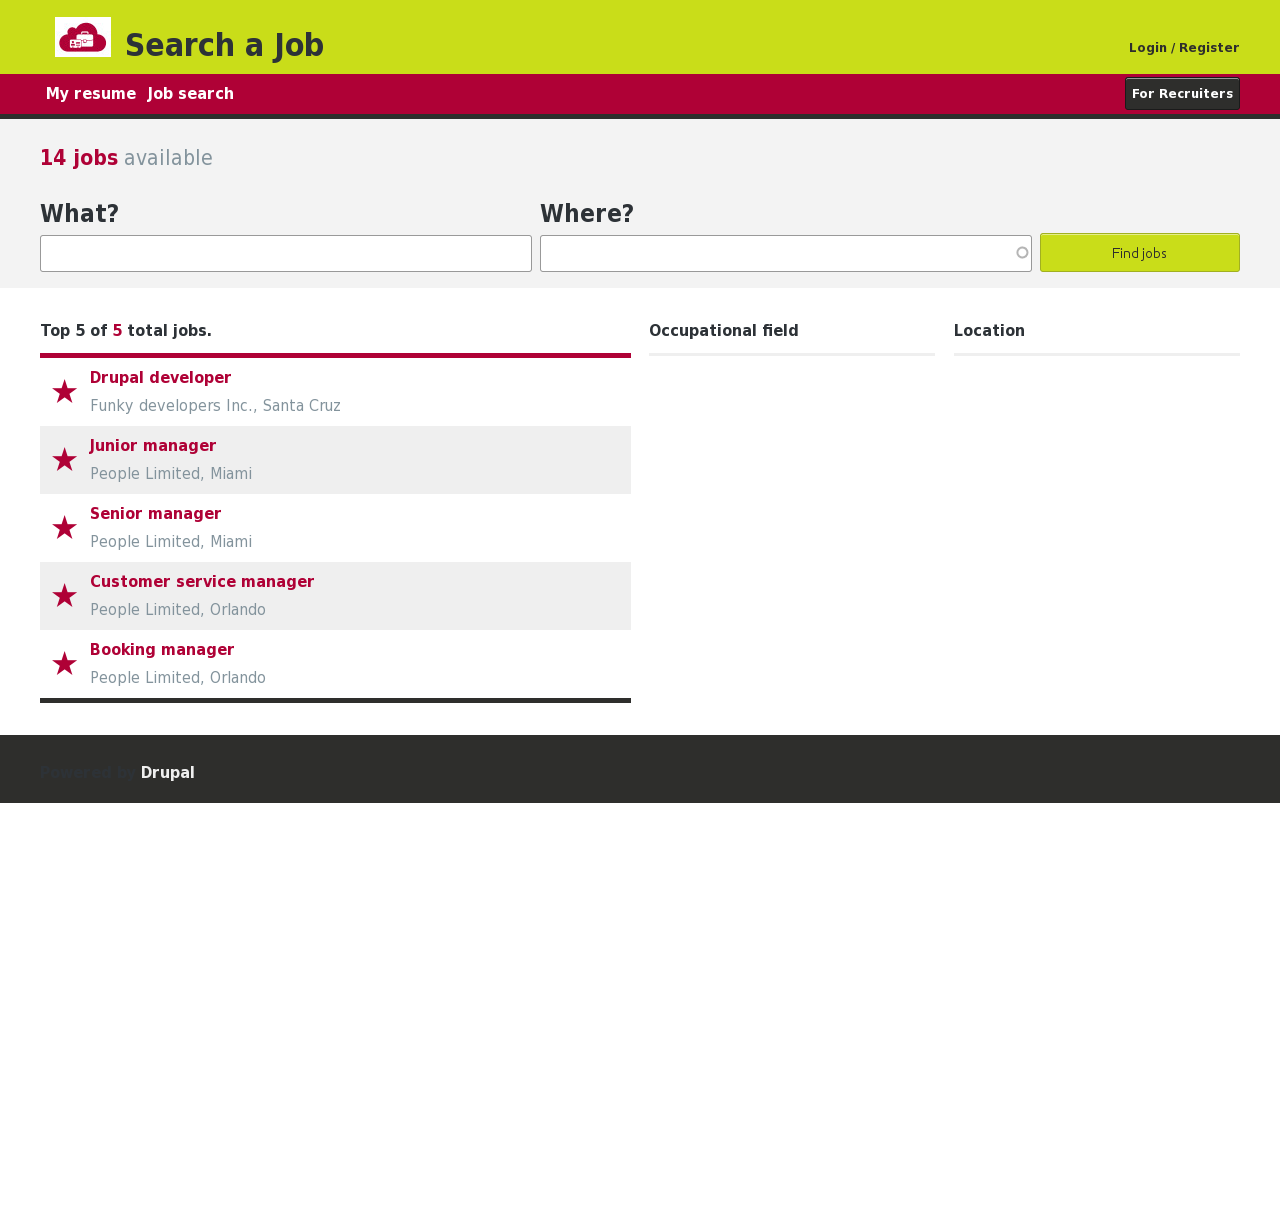 Search a Job
Login / Register
My resume Job search
For Recruiters
14 jobs available
What?
Where?
Find jobs
Top 5 of 5 total jobs.
Occupational field
Location
Drupal developer
Funky developers Inc., Santa Cruz
Junior manager
People Limited, Miami
Senior manager
People Limited, Miami
Customer service manager
People Limited, Orlando
Booking manager
People Limited, Orlando
Powered by Drupal